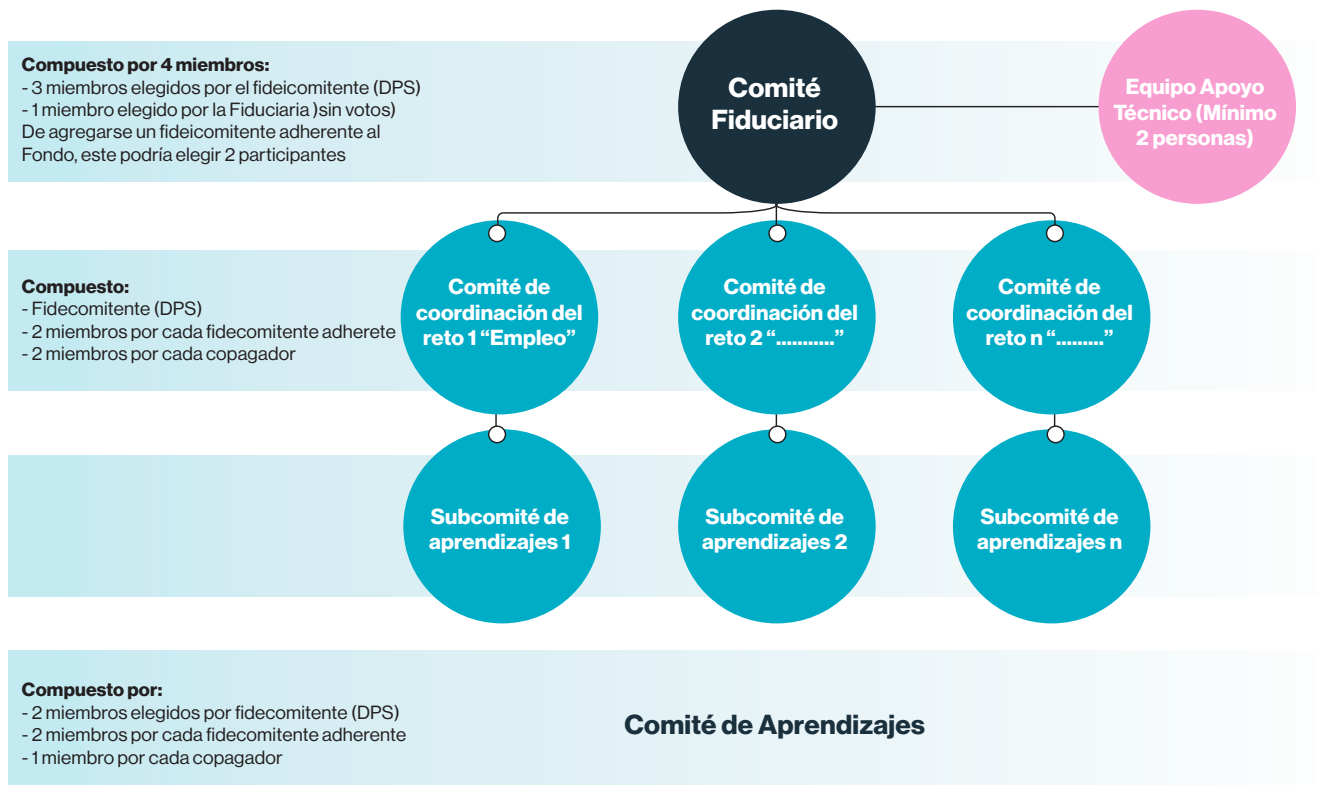 Compuesto por 4 miembros:
- 3 miembros elegidos por el fideicomitente (DPS)
- 1 miembro elegido por la Fiduciaria )sin votos)
De agregarse un fideicomitente adherente al
Fondo, este podría elegir 2 participantes
Comité
Fiduciario
Equipo Apoyo
Técnico (Mínimo
2 personas)
Compuesto:
- Fidecomitente (DPS)
- 2 miembros por cada fidecomitente adherete
- 2 miembros por cada copagador
Comité de
coordinación del
reto 1 “Empleo”
Comité de
coordinación del
reto 2 “...........”
Comité de
coordinación del
reto n “.........”
Subcomité de
aprendizajes 1
Subcomité de
aprendizajes 2
Subcomité de
aprendizajes n
Compuesto por:
- 2 miembros elegidos por fidecomitente (DPS)
- 2 miembros por cada fidecomitente adherente
- 1 miembro por cada copagador
Comité de Aprendizajes